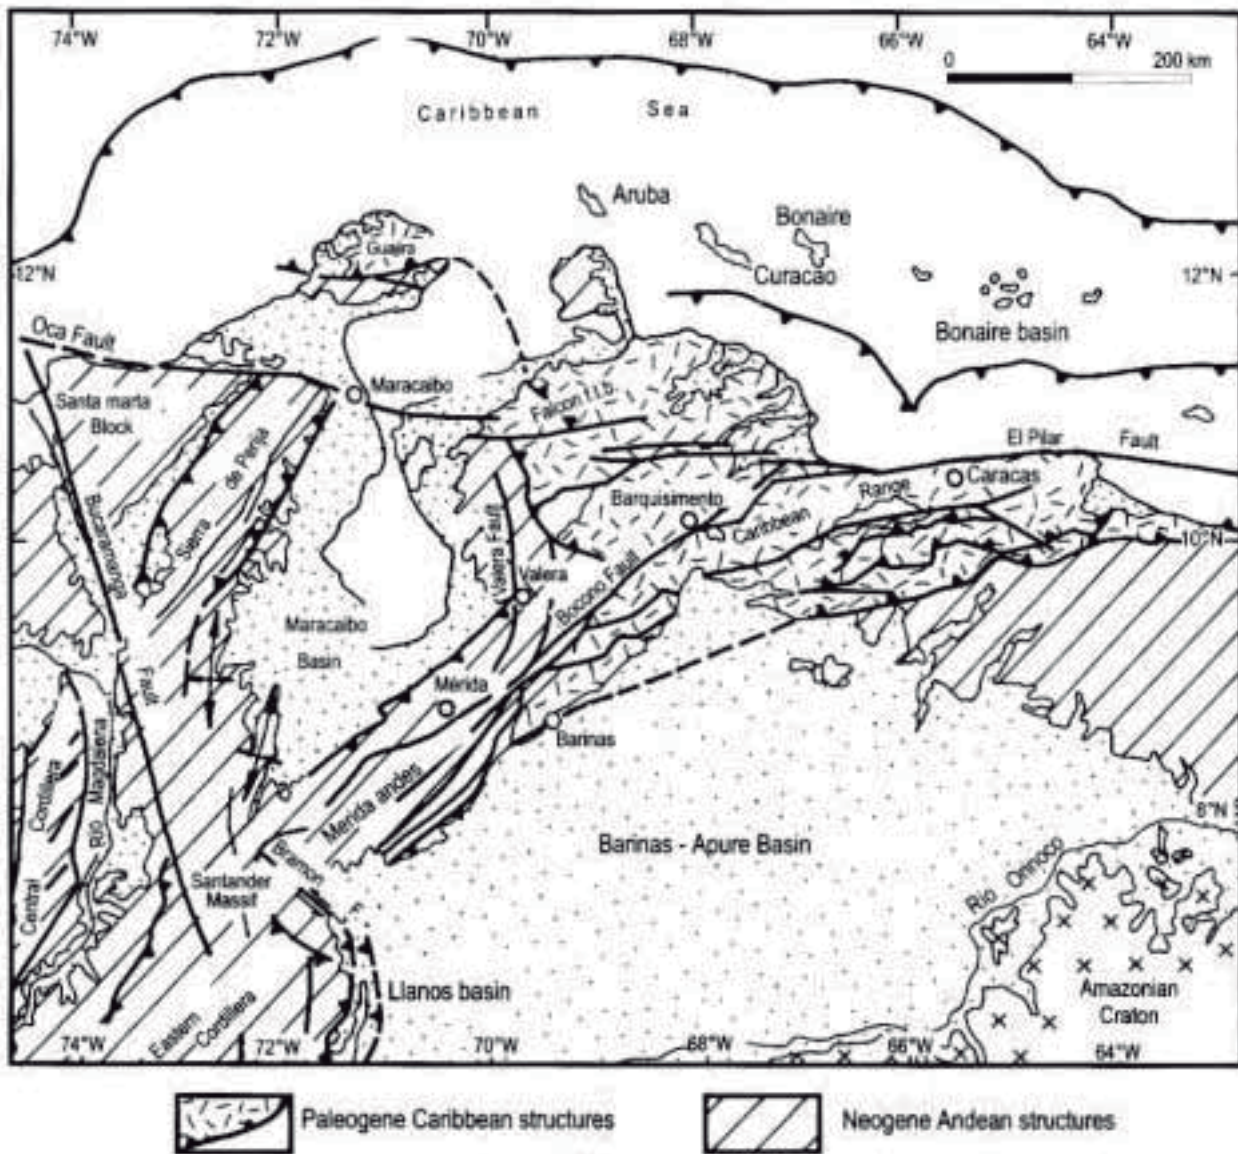 74°W 72°W 70°W 68°W 66°W 64°W
0 200 km
Caribbean Sea
Aruba
Bonaire
Guajira
Curacao
12°N
12°N
Bonaire basin
Oca Fault
Maracaibo
Santa marta
Block
Falcon f.t.b.
El Pilar Fault
Sierra de Perija
Caracas
Barquisimento
Caribbean Range
Bucaramanga Fault
Valera Fault
10°N
Valera
Bocono Fault
Maracaibo
Basin
Mérida
Barinas
Central Cordillera
Rio Magdalena
Mérida andes
8°N
Barinas - Apure Basin
Bramon F.
Rio Orinoco
Santander
Massif
Llanos basin
Amazonian
Craton
Eastern Cordillera
74°W 72°W 70°W 68°W 66°W 64°W
Paleogene Caribbean structures
Neogene Andean structures